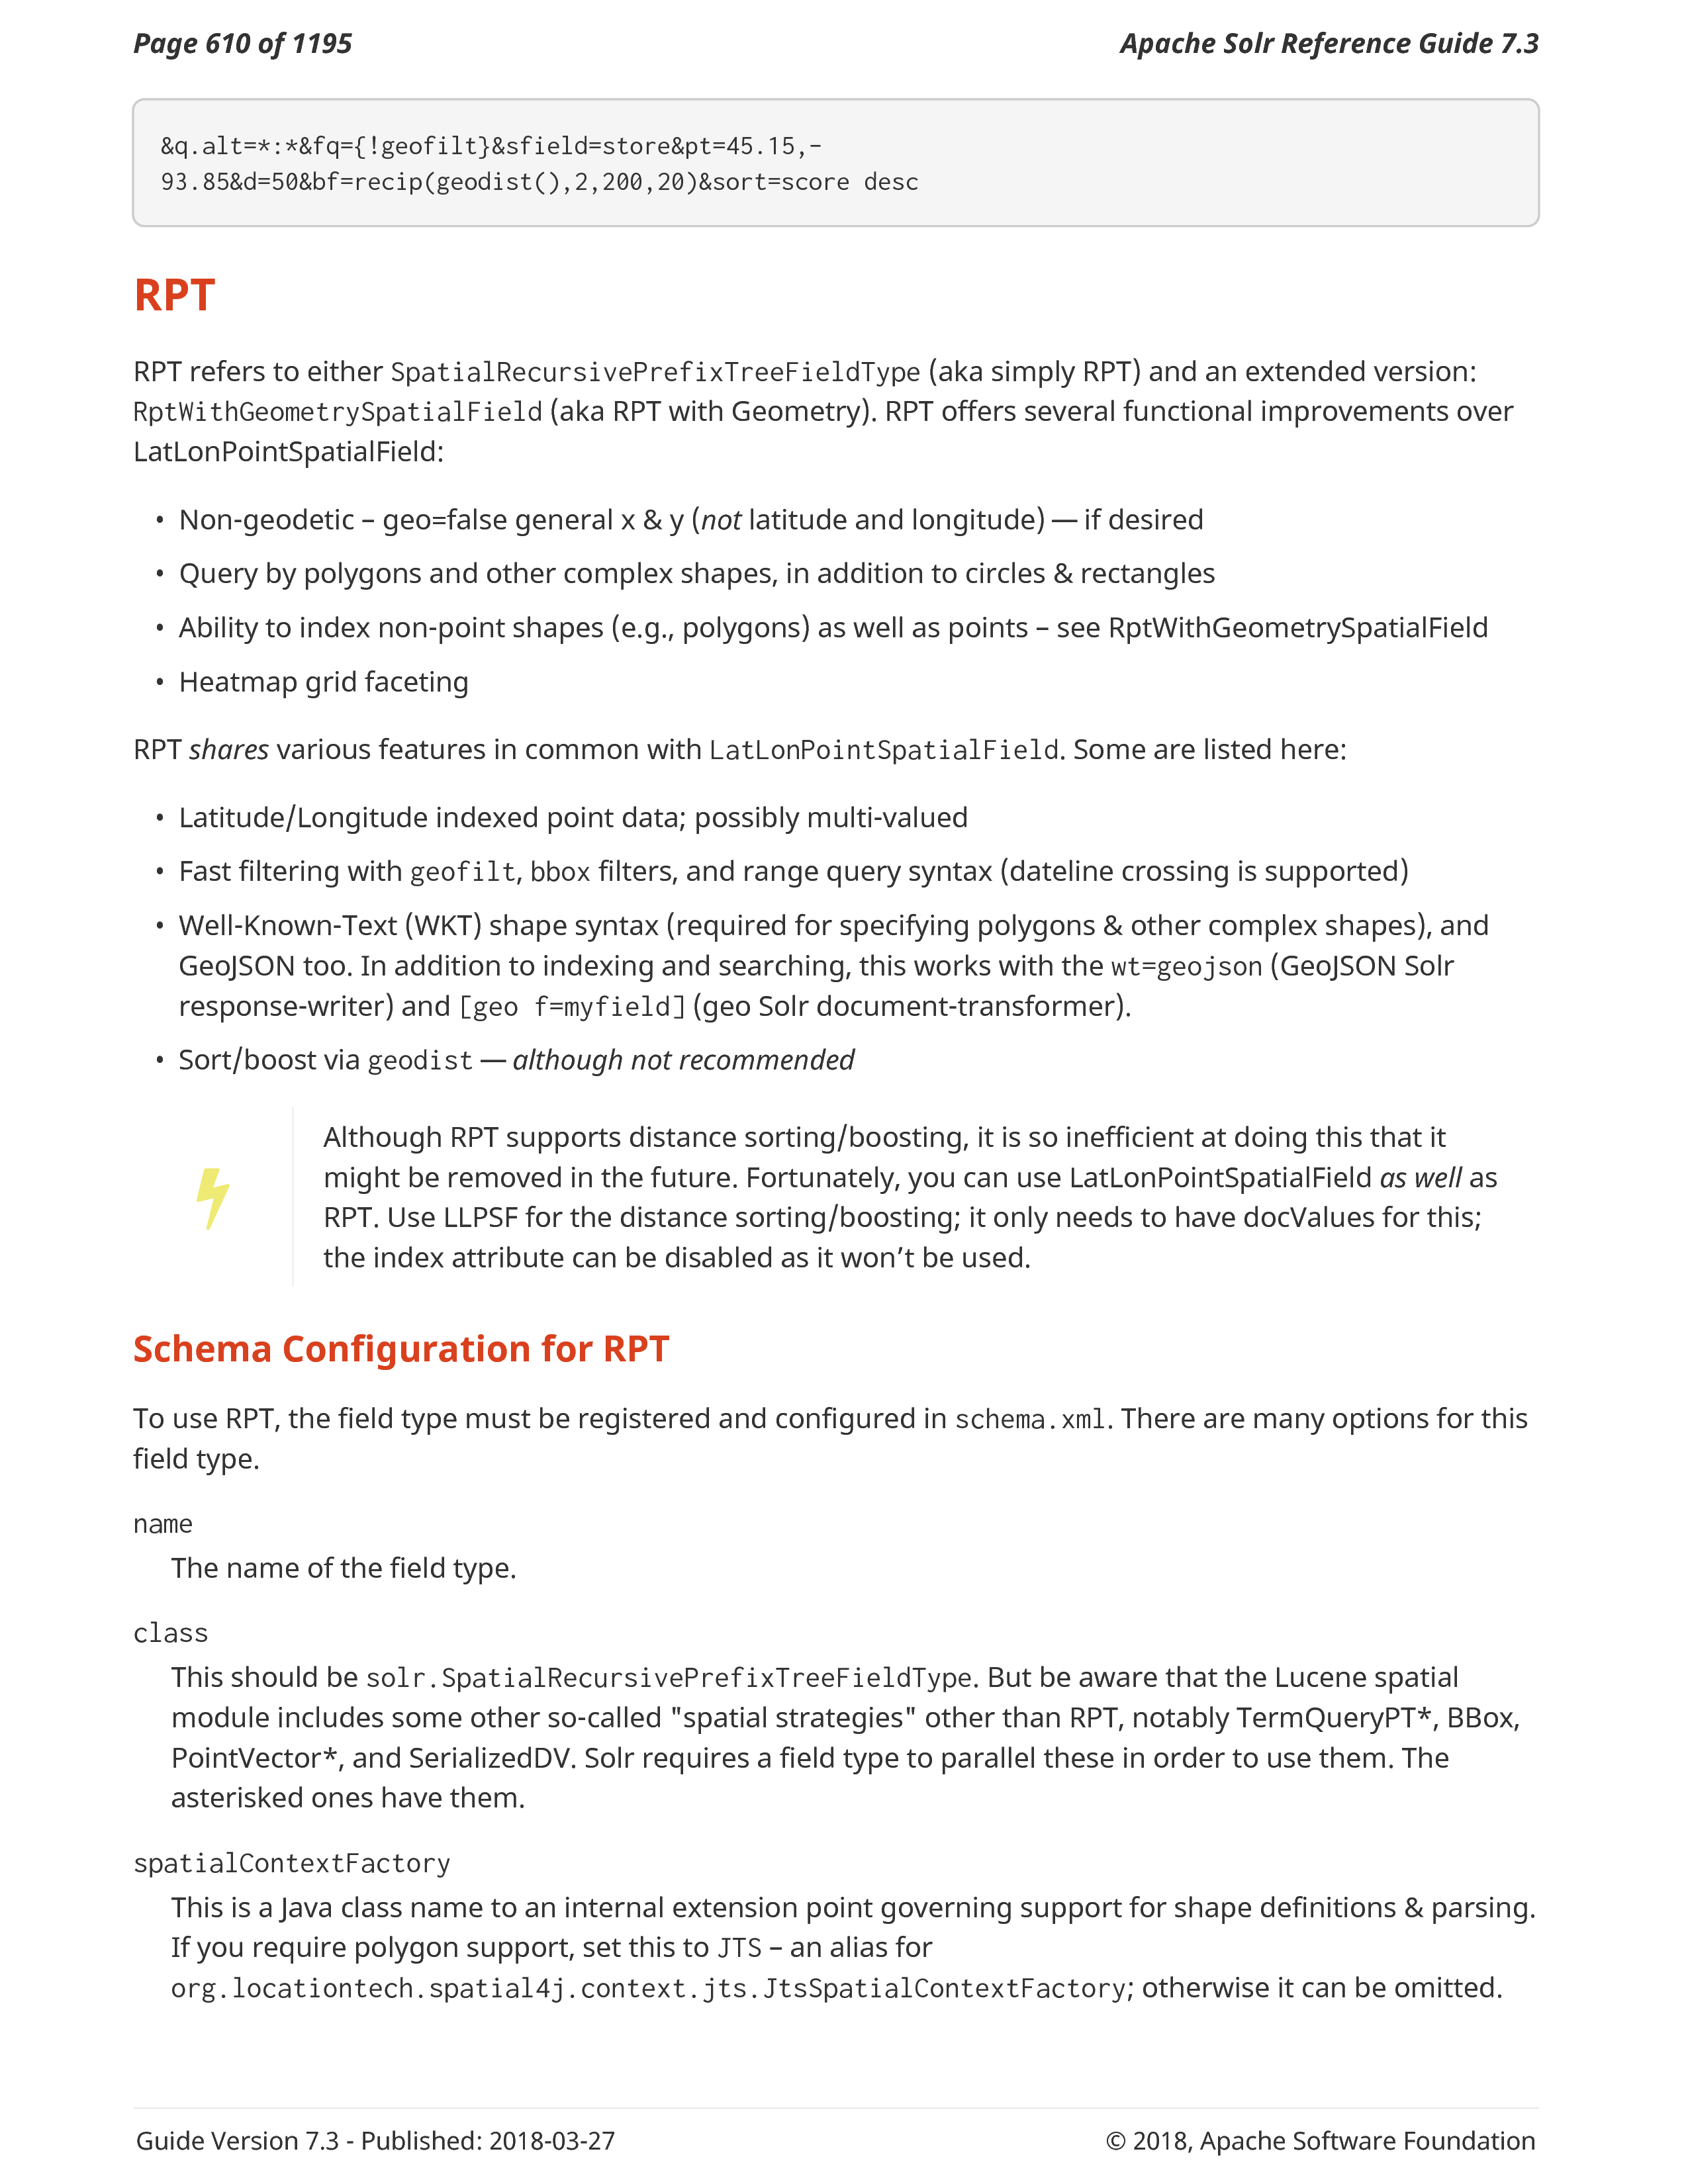 Page 610 of 1195
Apache Solr Reference Guide 7.3
&q.alt=*:*&fq={!geofilt}&sfield=store&pt=45.15,-
93.85&d=50&bf=recip(geodist(),2,200,20)&sort=score desc
RPT
RPT refers to either SpatialRecursivePrefixTreeFieldType (aka simply RPT) and an extended version:
RptWithGeometrySpatialField (aka RPT with Geometry). RPT offers several functional improvements over
LatLonPointSpatialField:
• Non-geodetic – geo=false general x & y (not latitude and longitude) — if desired
• Query by polygons and other complex shapes, in addition to circles & rectangles
• Ability to index non-point shapes (e.g., polygons) as well as points – see RptWithGeometrySpatialField
• Heatmap grid faceting
RPT shares various features in common with LatLonPointSpatialField. Some are listed here:
• Latitude/Longitude indexed point data; possibly multi-valued
• Fast filtering with geofilt, bbox filters, and range query syntax (dateline crossing is supported)
• Well-Known-Text (WKT) shape syntax (required for specifying polygons & other complex shapes), and
GeoJSON too. In addition to indexing and searching, this works with the wt=geojson (GeoJSON Solr
response-writer) and [geo f=myfield] (geo Solr document-transformer).
• Sort/boost via geodist — although not recommended
Although RPT supports distance sorting/boosting, it is so inefficient at doing this that it
might be removed in the future. Fortunately, you can use LatLonPointSpatialField as well as
RPT. Use LLPSF for the distance sorting/boosting; it only needs to have docValues for this;
the index attribute can be disabled as it won’t be used.
Schema Configuration for RPT
To use RPT, the field type must be registered and configured in schema.xml. There are many options for this
field type.
name
The name of the field type.
class
This should be solr.SpatialRecursivePrefixTreeFieldType. But be aware that the Lucene spatial
module includes some other so-called "spatial strategies" other than RPT, notably TermQueryPT*, BBox,
PointVector*, and SerializedDV. Solr requires a field type to parallel these in order to use them. The
asterisked ones have them.
spatialContextFactory
This is a Java class name to an internal extension point governing support for shape definitions & parsing.
If you require polygon support, set this to JTS – an alias for
org.locationtech.spatial4j.context.jts.JtsSpatialContextFactory; otherwise it can be omitted.
Guide Version 7.3 - Published: 2018-03-27
© 2018, Apache Software Foundation